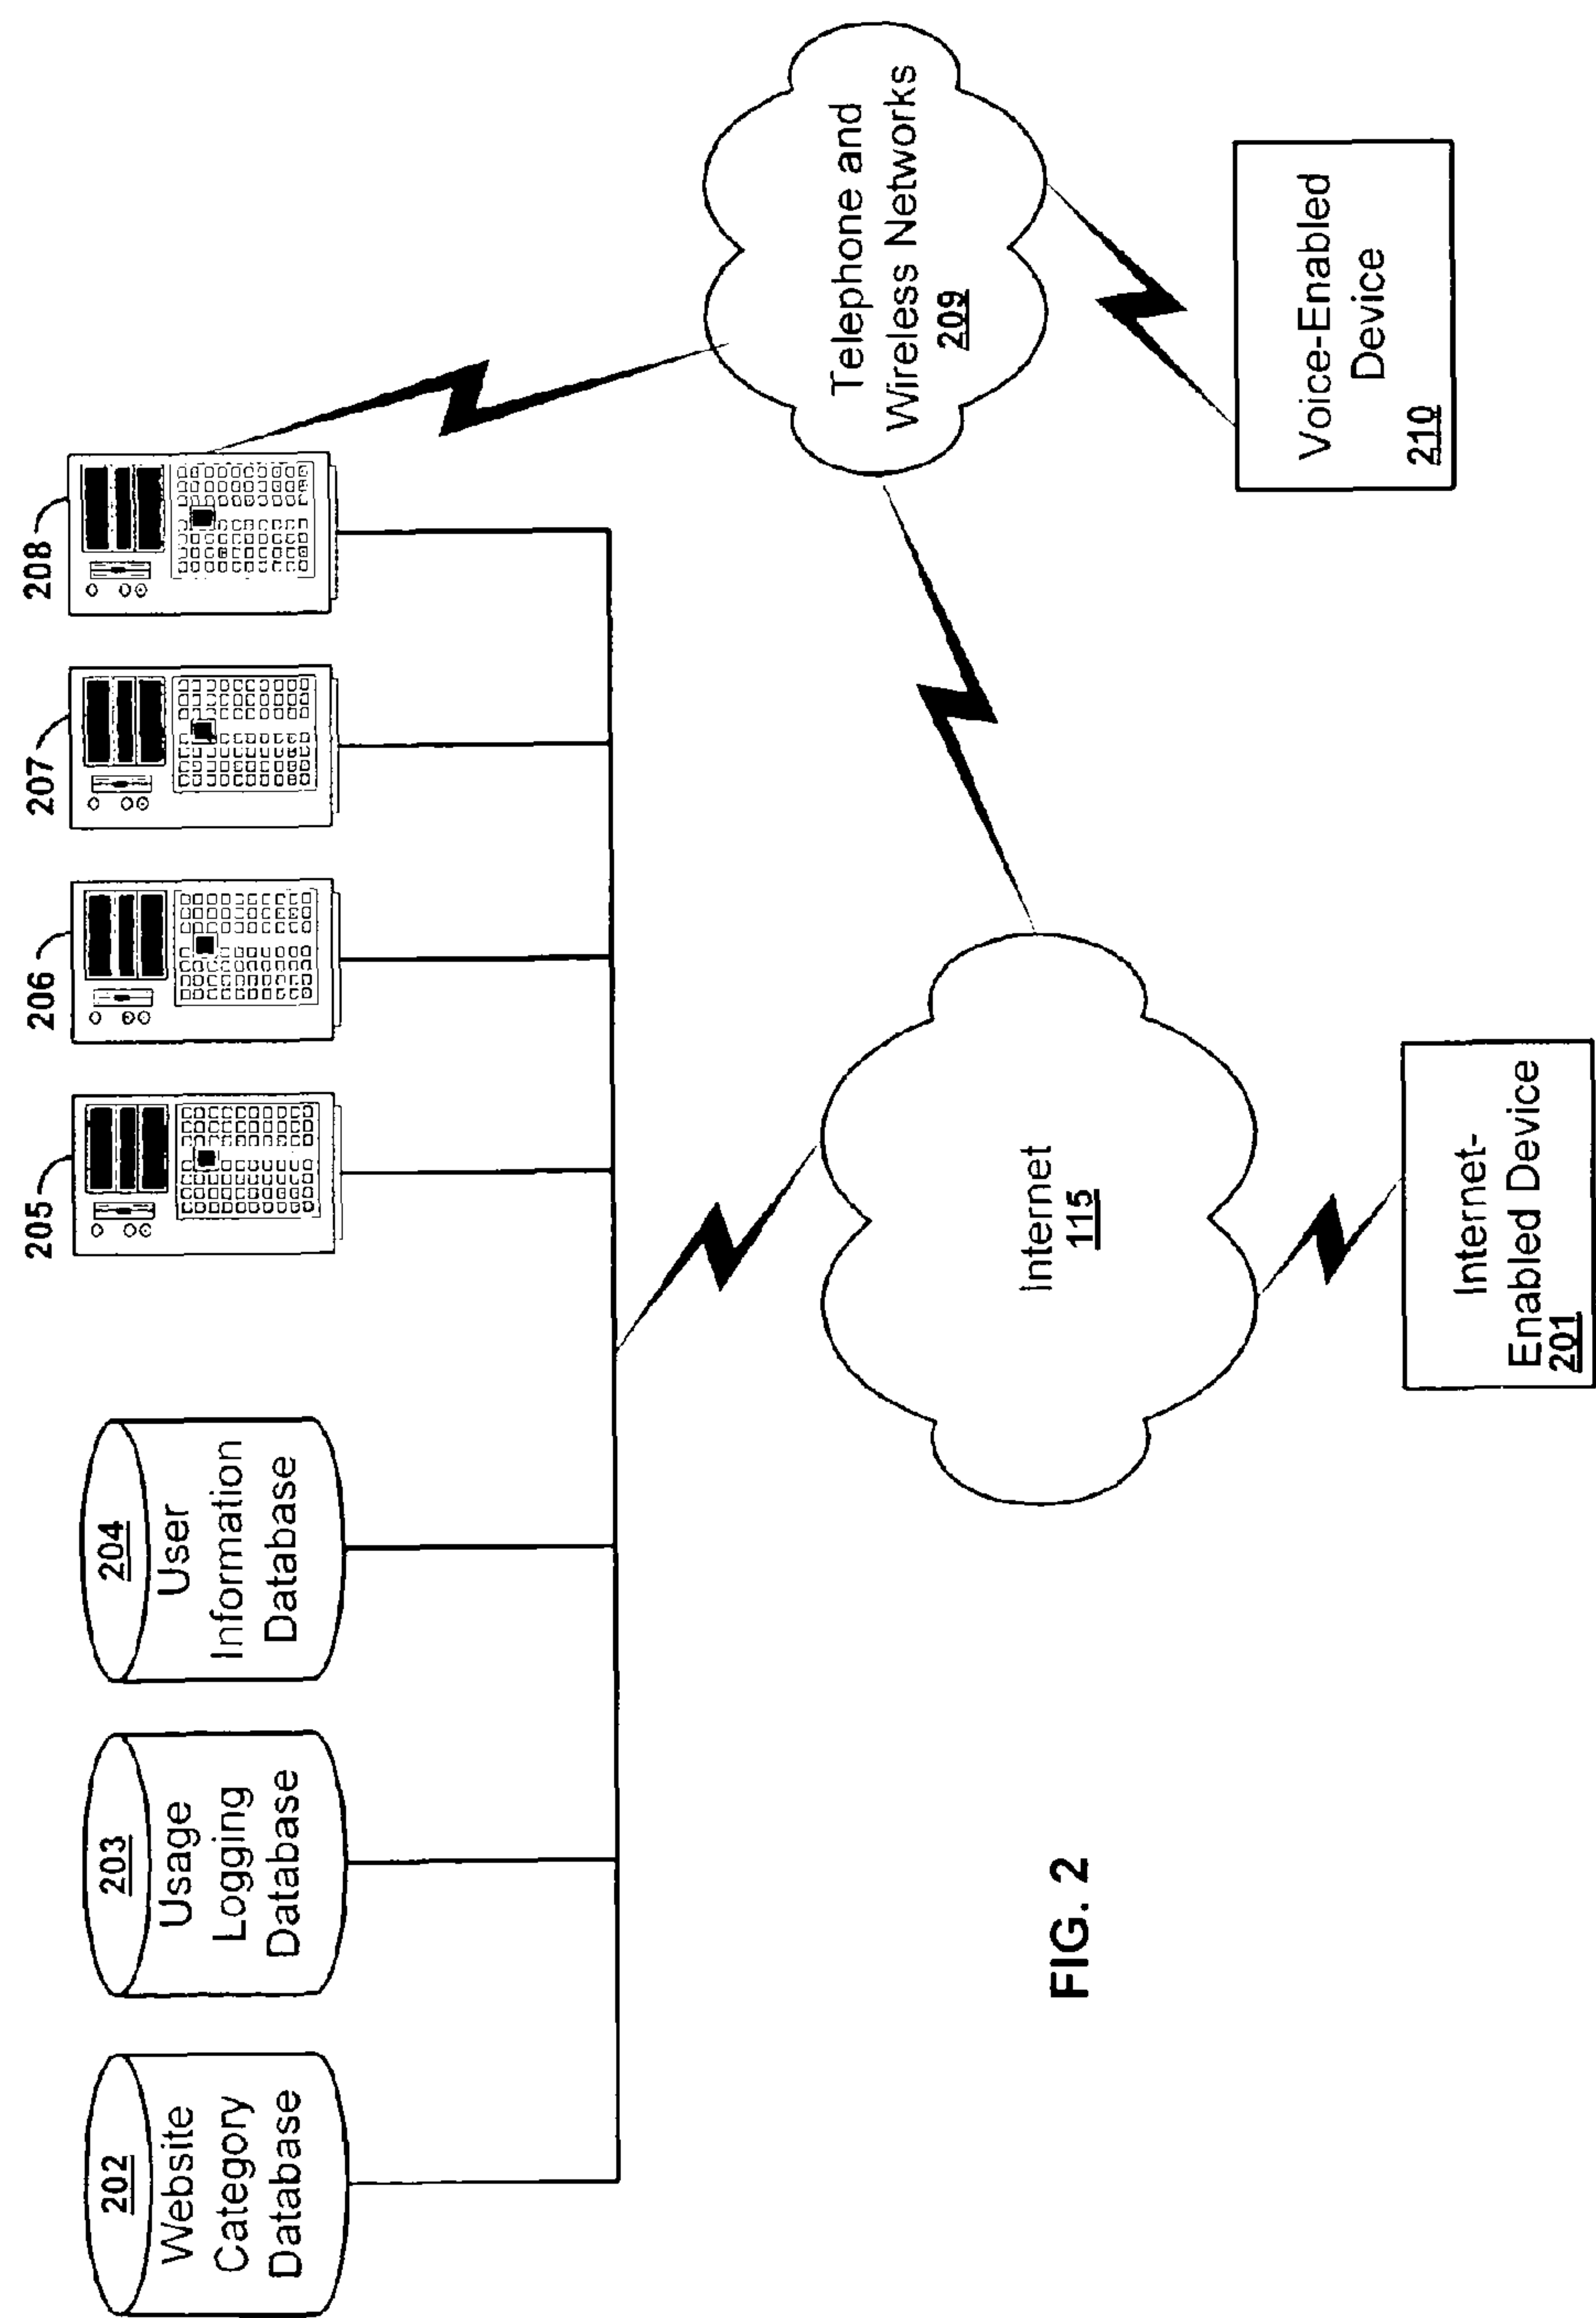 202
Website
Category
Database
203
Usage
Logging
Database
204
User
Information
Database
205
206
207
208
Internet
115
Telephone and
Wireless Networks
209
Internet-
Enabled Device
201
Voice-Enabled
Device
210
FIG. 2